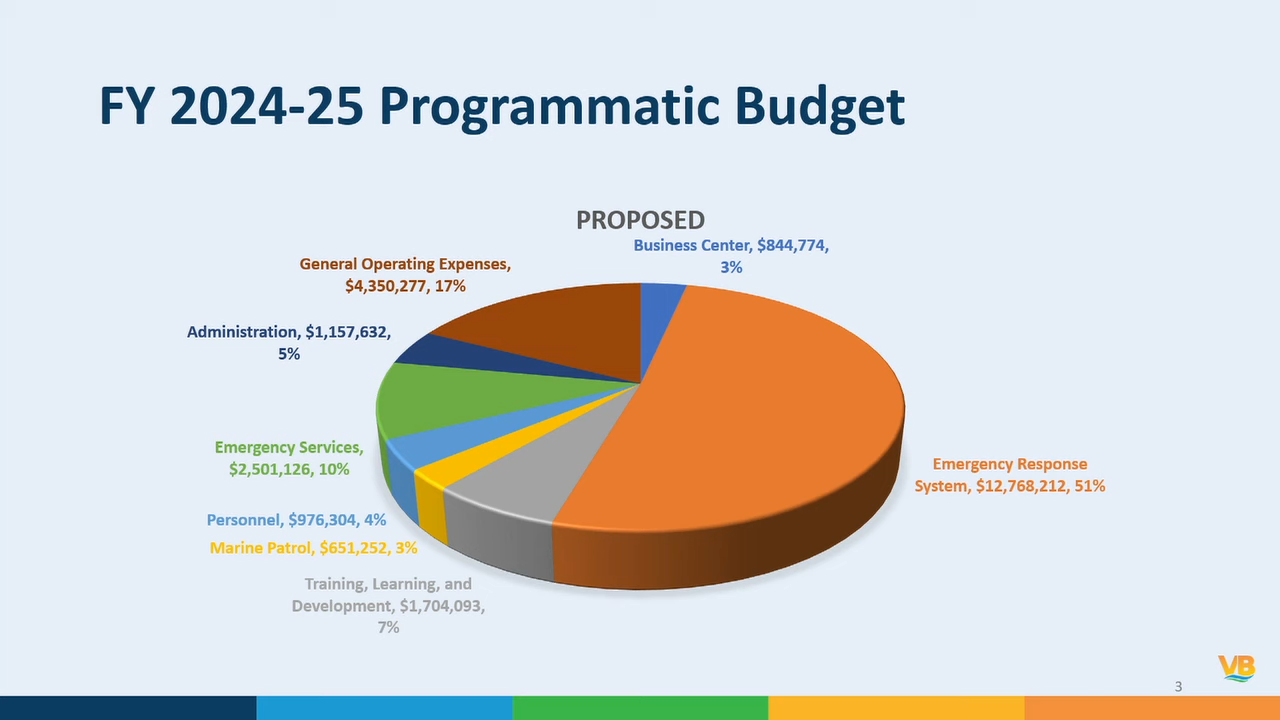 FY 2024-25 Programmatic Budget
PROPOSED
Business Center, $844,774,
3%
General Operating Expenses,
$4,350,277, 17%
Administration, $1,157,632,
5%
Emergency Services,
$2,501,126, 10%
Emergency Response
System, $12,768,212, 51%
Personnel, $976,304, 4%
Marine Patrol, $651,252, 3%
Training, Learning, and
Development, $1,704,093,
7%
VB
3